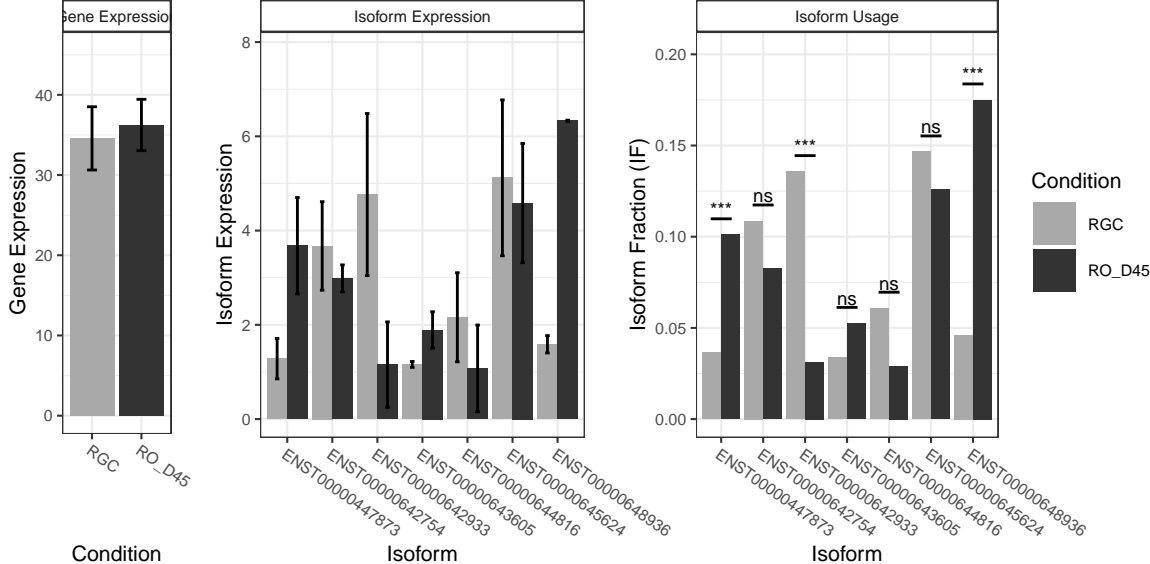 Gene Expression
Isoform Expression
Isoform Usage
Gene Expression
0
10
20
30
40
RGC
RO_D45
Condition
Isoform Expression
0
2
4
6
8
ENST00000447873
ENST00000642754
ENST00000642933
ENST00000643605
ENST00000644816
ENST00000645624
ENST00000648936
Isoform
Isoform Fraction (IF)
0.00
0.05
0.10
0.15
0.20
***
ns
***
ns
ns
ns
***
ENST00000447873
ENST00000642754
ENST00000642933
ENST00000643605
ENST00000644816
ENST00000645624
ENST00000648936
Isoform
Condition
RGC
RO_D45